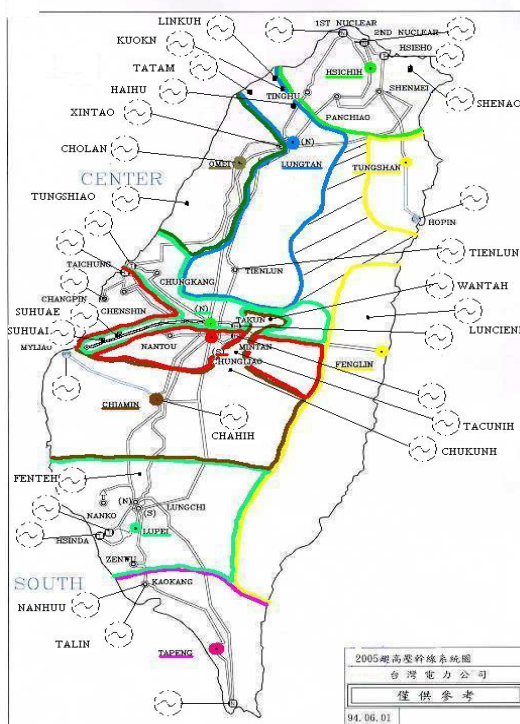 LINKUH
KUOKN
TATAM
HAIHU
XINTAO
CHOLAN
CENTER
TUNGSHIAO
1ST NUCLEAR
2ND NUCLEAR
HSIEHO
HSICHIH
SHENAO
SHENMEI
TINGHU
PANCHIAO
(N)
LUNGTAN
OMEI
TUNGSHAN
HOPIN
TIENLUN
TIENLUN
WANTAH
LUNCIENI
TAICHUNG
CHUNGKANG
CHANGPIN
CHENSHIN
SUHUAE
SUHUAI
MYLIAO
(N)
TAKUN
NANTOU
MINTAN
(S)
CHUNGLIAO
FENGLIN
TACUNIH
CHUKUNH
CHIAMIN
CHAHIH
FENTEH
(N)
LUNGCHI
(S)
NANKO
LUPEI
HSINDA
ZENWU
SOUTH
KAOKANG
NANHUU
TALIN
TAPENG
2005年超高壓幹線系統圖
台灣電力公司
僅供參考
94.06.01